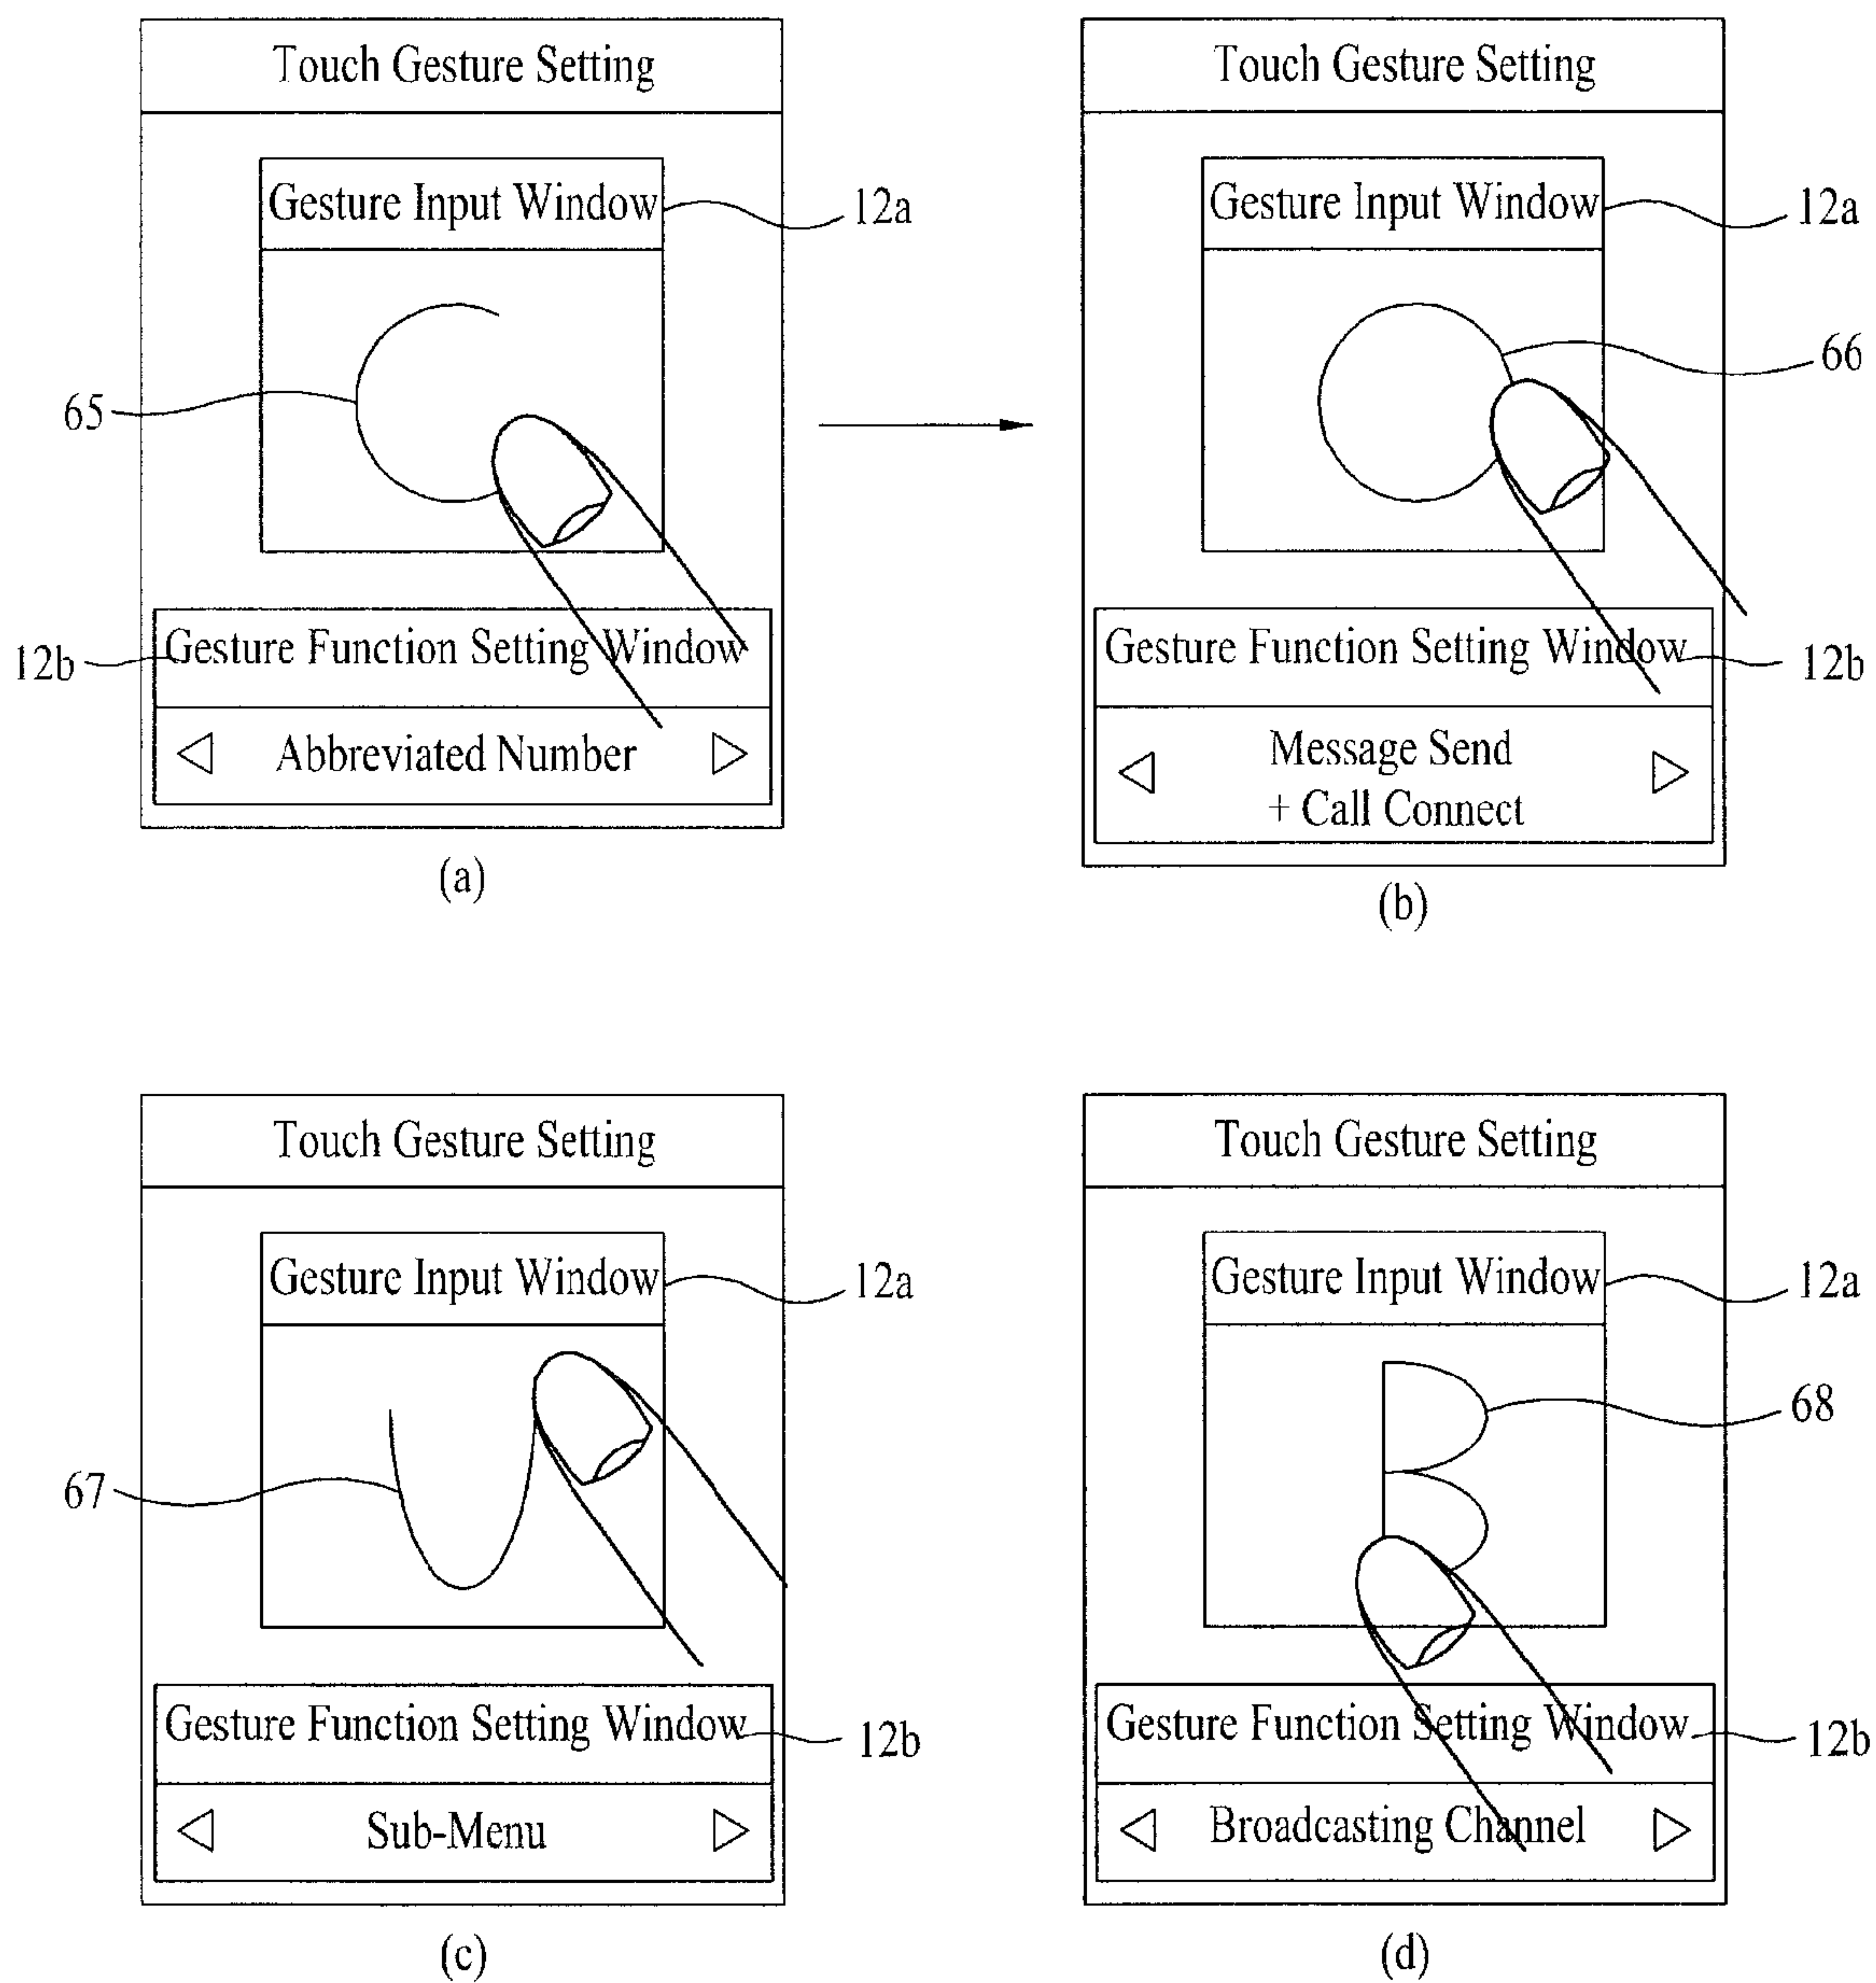 Touch Gesture Setting
Gesture Input Window
12a
65
12b
Gesture Function Setting Window
◁ Abbreviated Number ▷
(a)
Touch Gesture Setting
Gesture Input Window
12a
66
Gesture Function Setting Window
12b
◁ Message Send ▷
+ Call Connect
(b)
Touch Gesture Setting
Gesture Input Window
12a
67
Gesture Function Setting Window
12b
◁ Sub-Menu ▷
(c)
Touch Gesture Setting
Gesture Input Window
12a
68
Gesture Function Setting Window
12b
◁ Broadcasting Channel ▷
(d)